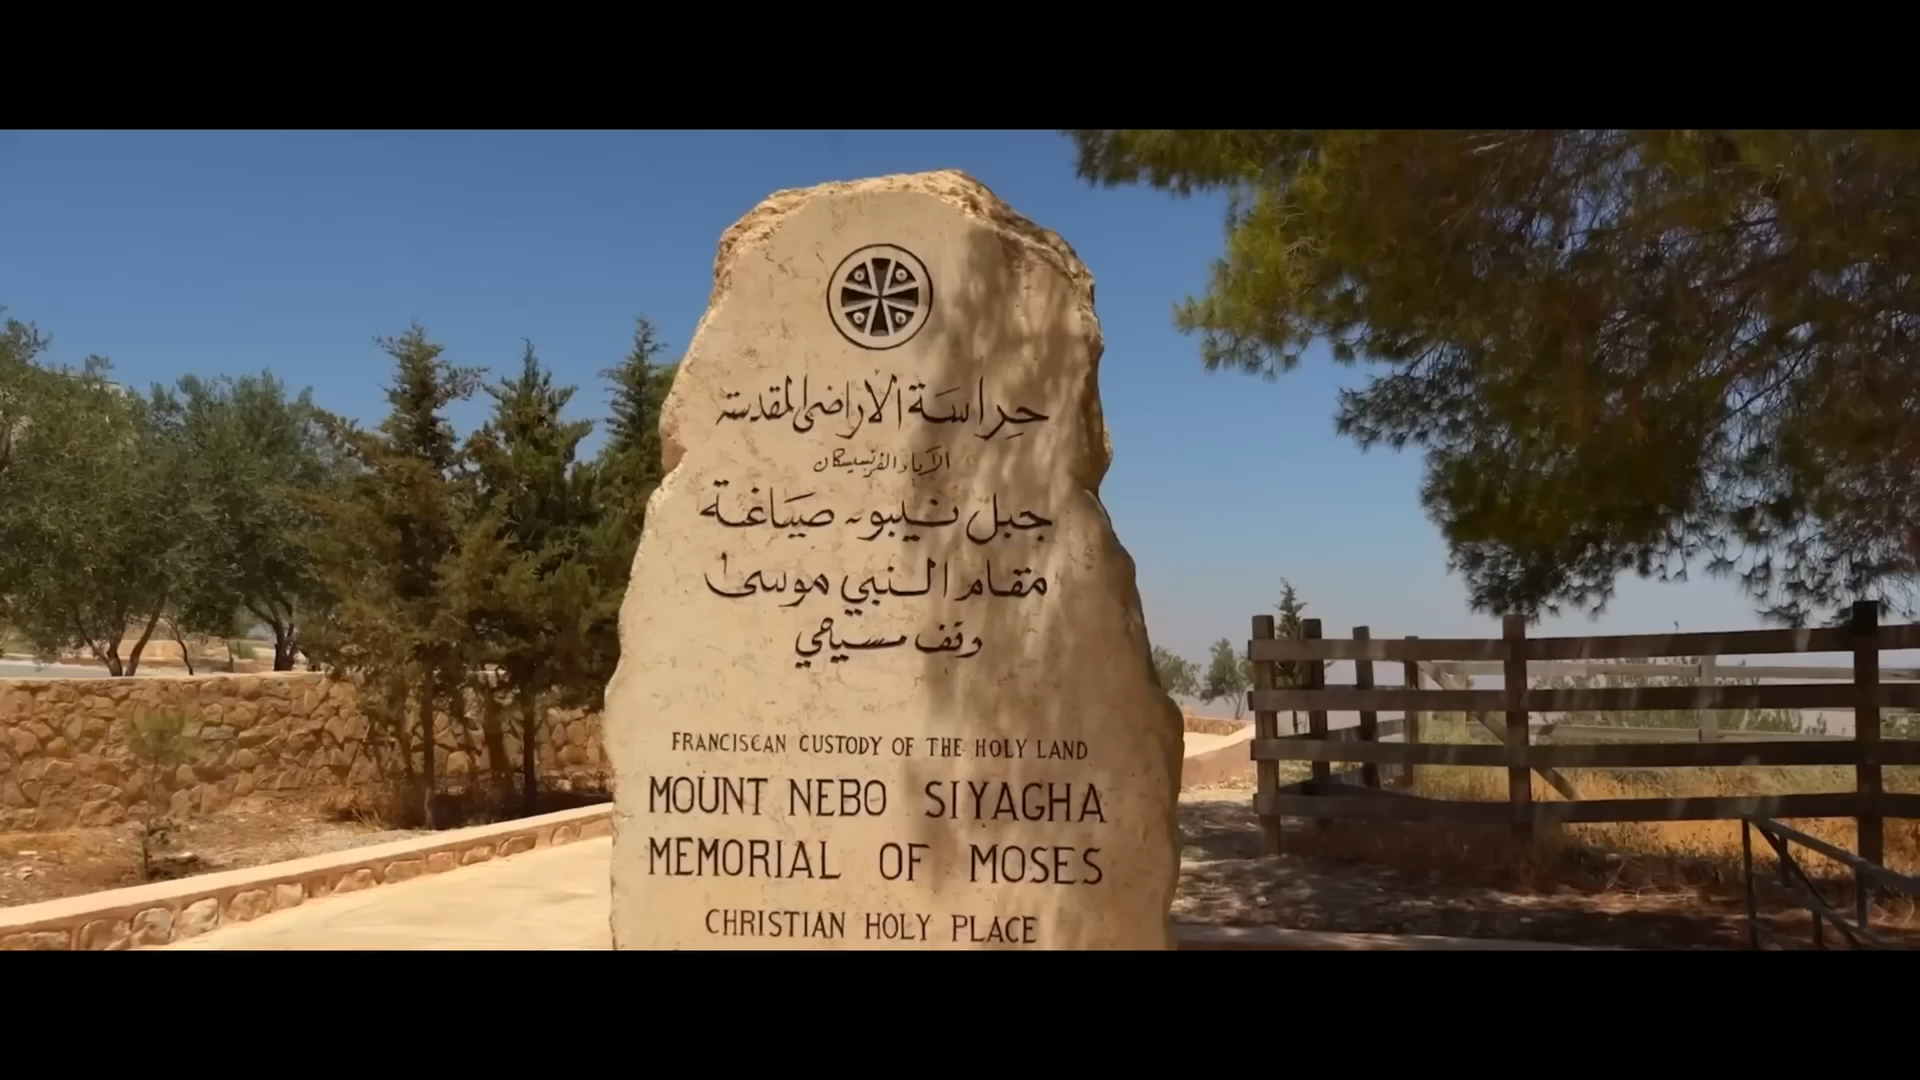 حِراسَة الاراضي المقدسة
الآباء الفرنسيسكان
جبل نيبو - صياغة
مقام النبي موسى
وقف مسيحي
FRANCISCAN CUSTODY OF THE HOLY LAND
MOUNT NEBO SIYAGHA
MEMORIAL OF MOSES
CHRISTIAN HOLY PLACE